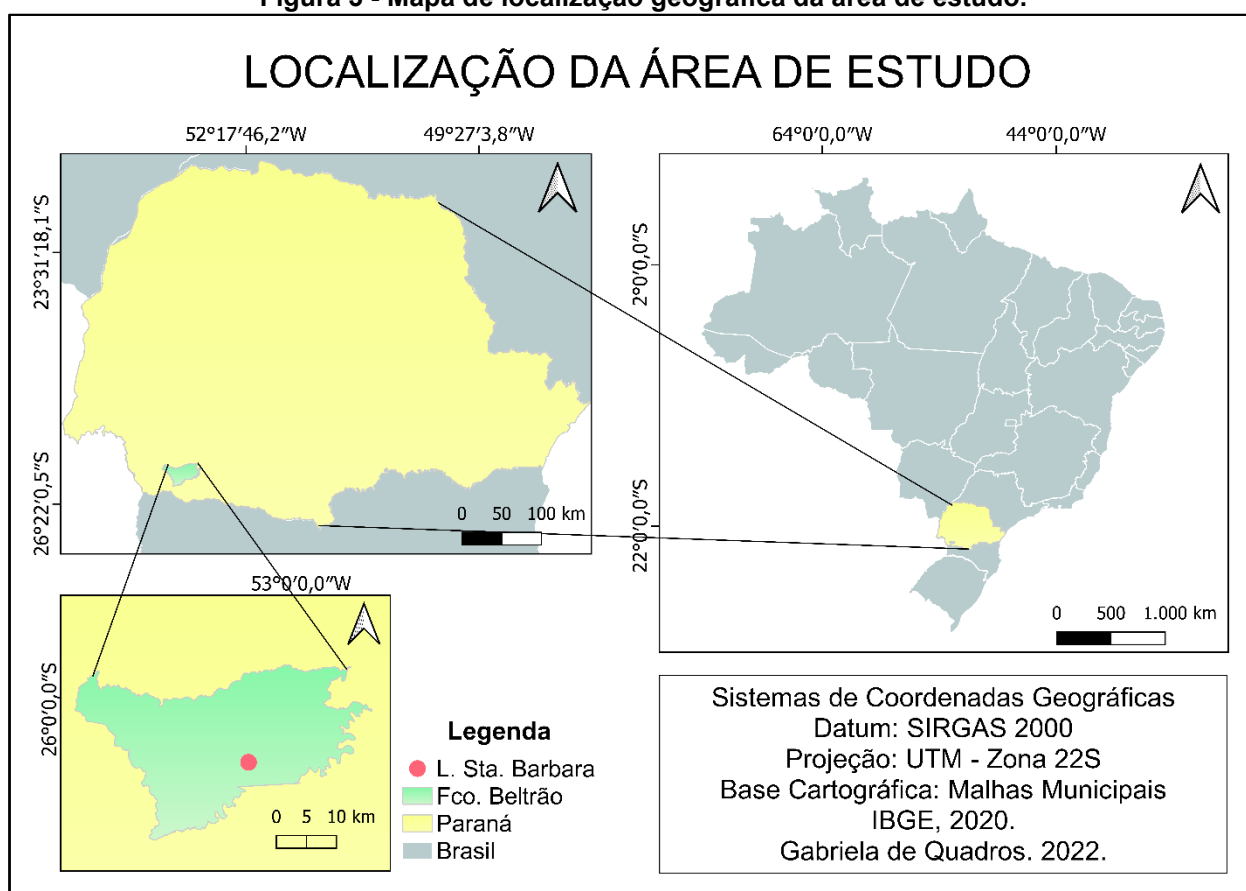 Figura 3 - Mapa de localização geográfica da área de estudo.
LOCALIZAÇÃO DA ÁREA DE ESTUDO
52°17'46,2"W
49°27'3,8"W
23°31'18,1"S
26°22'0,5"S
0 50 100 km
64°0'0,0"W
44°0'0,0"W
2°0'0,0"S
22°0'0,0"S
0 500 1.000 km
53°0'0,0"W
26°0'0,0"S
0 5 10 km
Legenda
L. Sta. Barbara
Fco. Beltrão
Paraná
Brasil
Sistemas de Coordenadas Geográficas
Datum: SIRGAS 2000
Projeção: UTM - Zona 22S
Base Cartográfica: Malhas Municipais
IBGE, 2020.
Gabriela de Quadros. 2022.